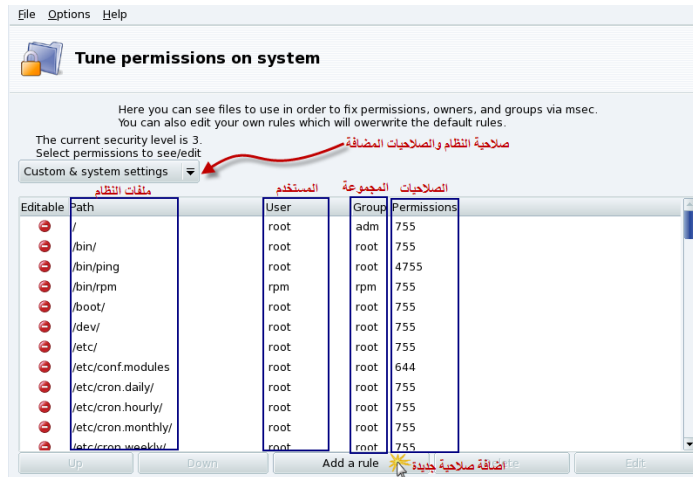 File Options Help
Tune permissions on system
Here you can see files to use in order to fix permissions, owners, and groups via msec.
You can also edit your own rules which will owerwrite the default rules.
The current security level is 3.
Select permissions to see/edit
صلاحية النظام والصلاحيات المضافة
Custom & system settings
ملفات النظام المستخدم المجموعة الصلاحيات
Editable Path User Group Permissions
/ root adm 755
/bin/ root root 755
/bin/ping root root 4755
/bin/rpm rpm rpm 755
/boot/ root root 755
/dev/ root root 755
/etc/ root root 755
/etc/conf.modules root root 644
/etc/cron.daily/ root root 755
/etc/cron.hourly/ root root 755
/etc/cron.monthly/ root root 755
/etc/cron.weekly/ root root 755
Up Down Add a rule اضافة صلاحية جديدة Edit